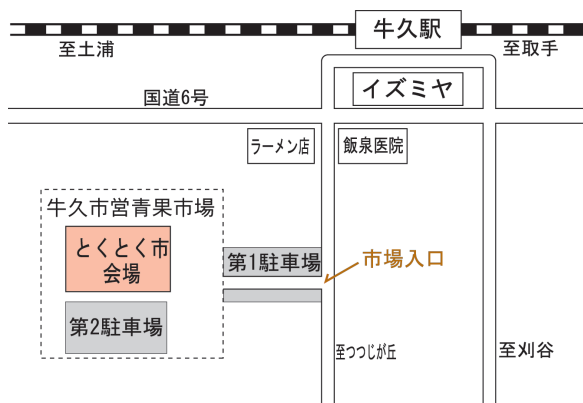 牛久駅
至土浦
至取手
イズミヤ
国道6号
ラーメン店
飯泉医院
牛久市営青果市場
とくとく市
会場
第1駐車場
市場入口
第2駐車場
至つつじが丘
至刈谷